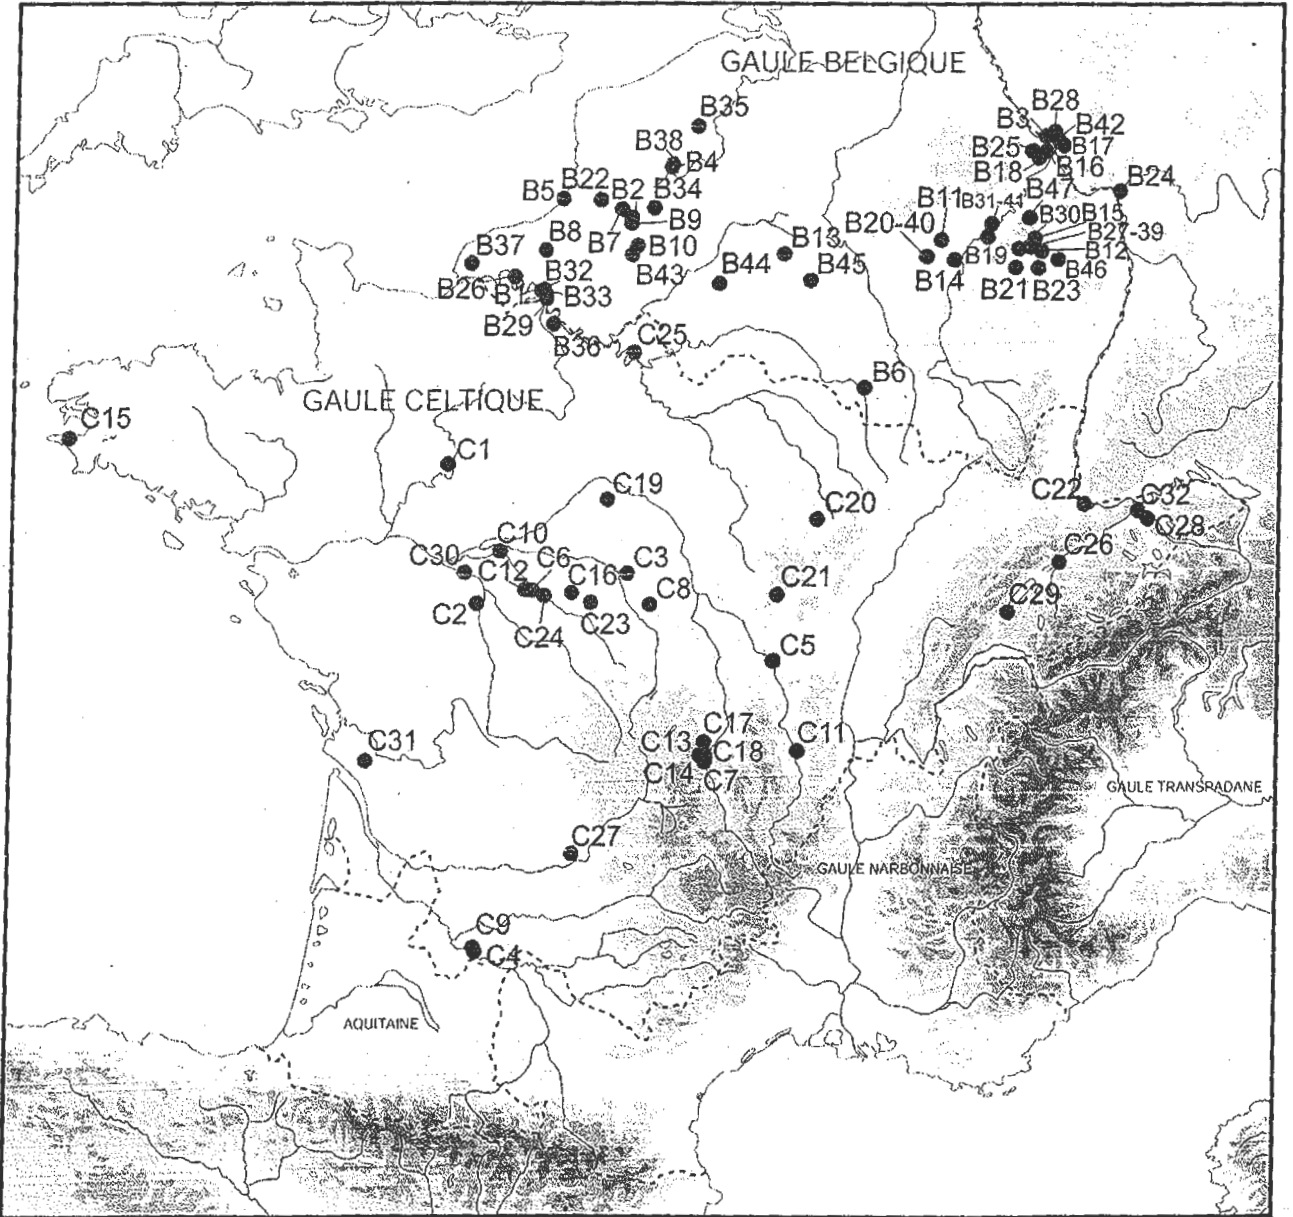 GAULE BELGIQUE
B35
B28
B3
B42
B38
B4
B25
B17
B18
B16
B24
B5
B22
B2
B34
B47
B11
B31-41
B20-40
B30
B15
B9
B7
B8
B10
B27-39
B37
B13
B19
B12
B43
B44
B45
B14
B46
B26
B1
B32
B33
B21
B23
B29
B36
C25
B6
GAULE CELTIQUE
C15
C1
C19
C20
C22
C32
C28
C10
C30
C12
C6
C16
C3
C26
C2
C8
C21
C29
C24
C23
C5
C17
C31
C13
C18
C11
C14
C7
GAULE TRANSPADANE
C27
GAULE NARBONNAISE
C9
C4
AQUITAINE